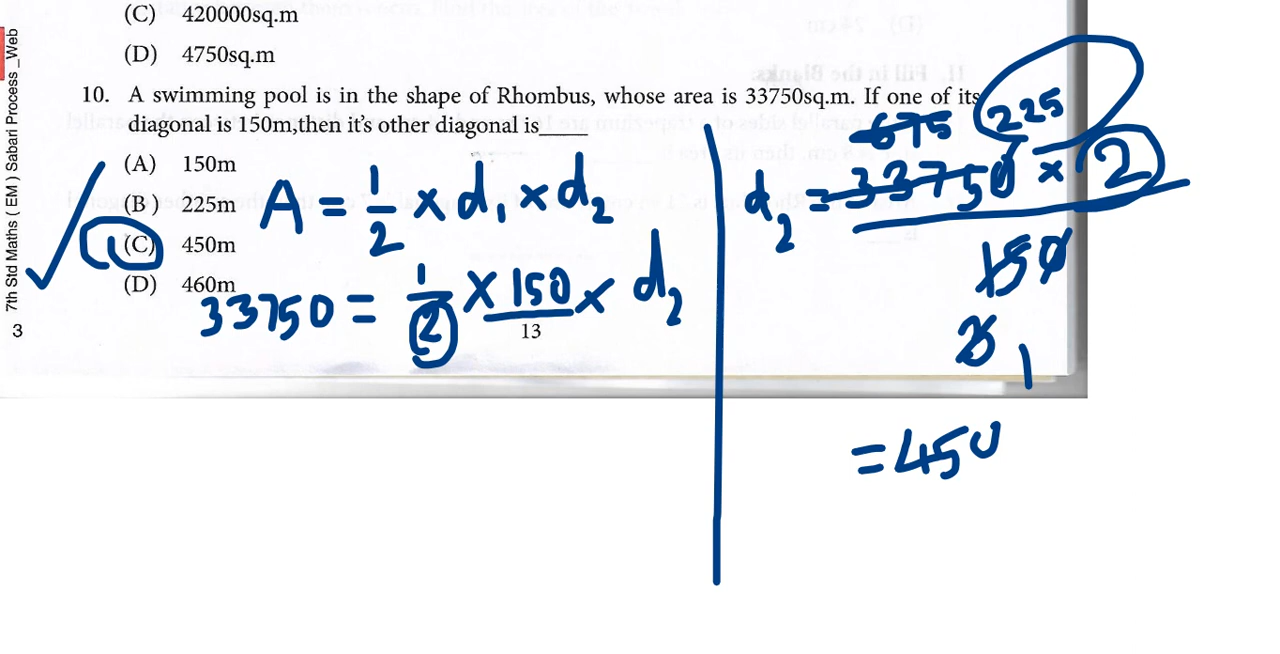 (C) 420000sq.m
(D) 4750sq.m
10. A swimming pool is in the shape of Rhombus, whose area is 33750sq.m. If one of its
diagonal is 150m,then it's other diagonal is_____
(A) 150m
(B ) 225m
(C) 450m
(D) 460m
A = 1/2 × d₁ × d₂
33750 = 1/2 × 150 × d₂
13
675 225
d₂ = 33750 × 2
150
3 1
= 450
7th Std Maths ( EM ) Sabari Process _Web
3